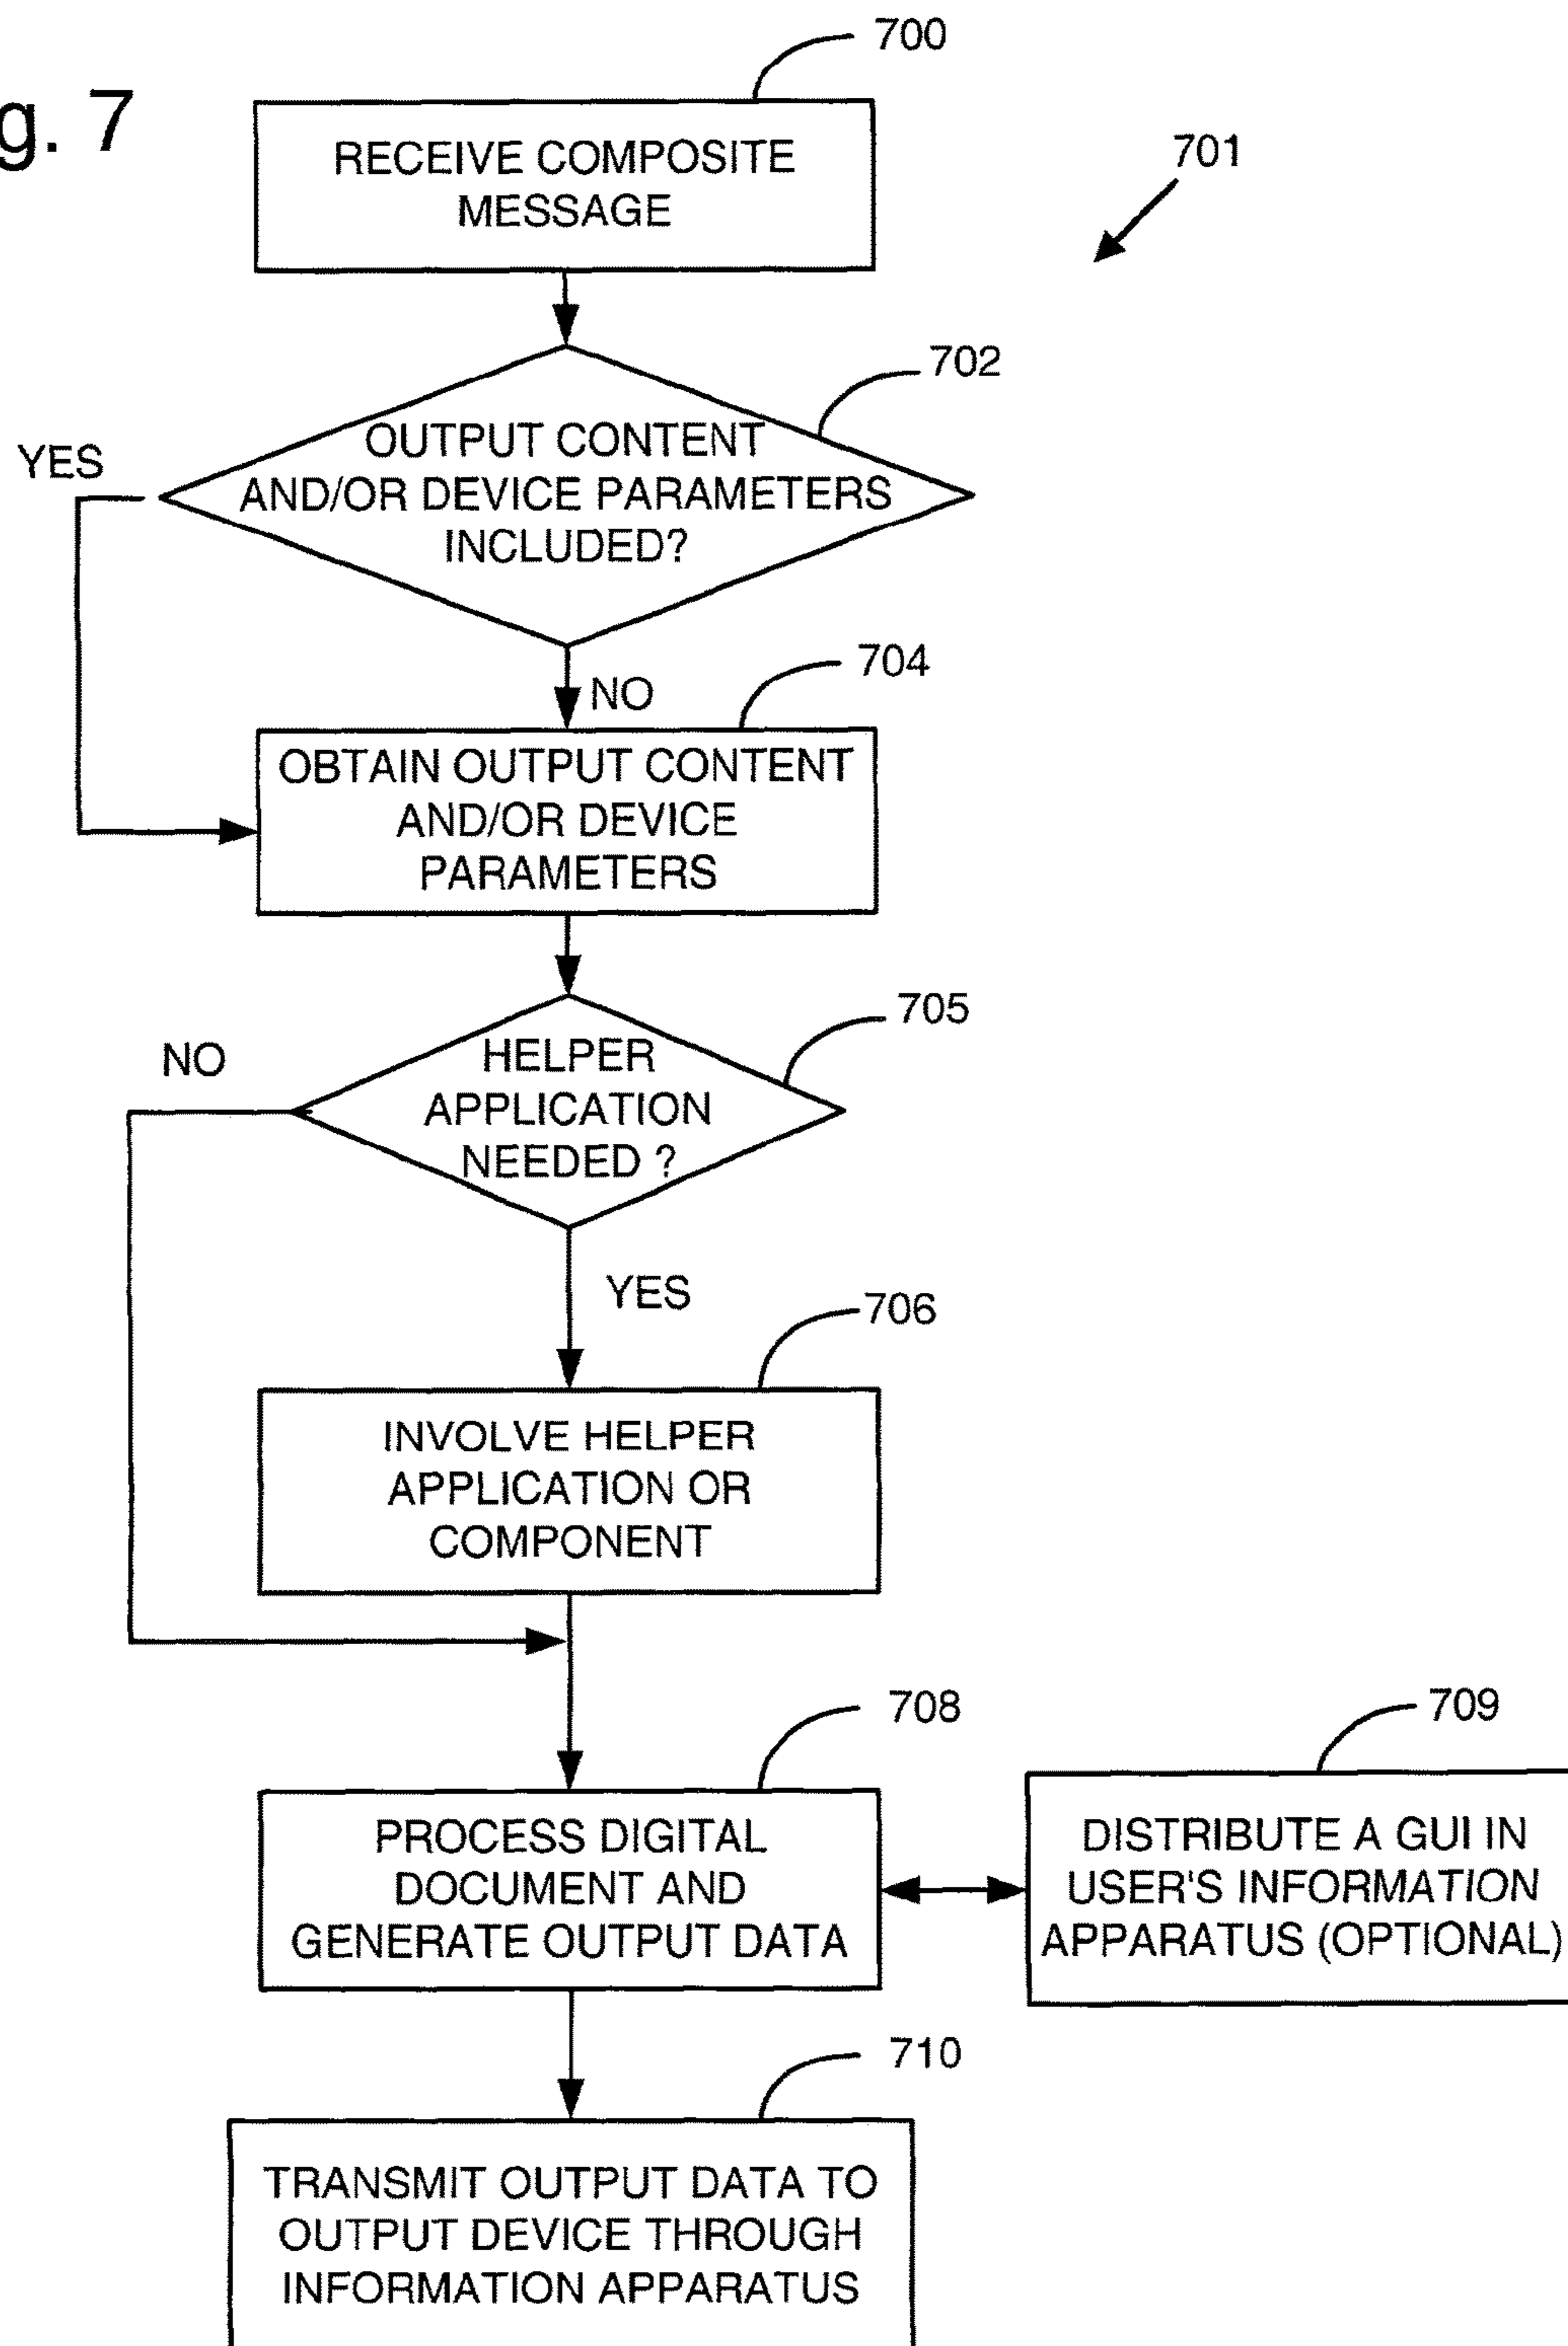 g. 7
700
RECEIVE COMPOSITE
MESSAGE
701
702
YES
OUTPUT CONTENT
AND/OR DEVICE PARAMETERS
INCLUDED?
704
NO
OBTAIN OUTPUT CONTENT
AND/OR DEVICE
PARAMETERS
705
NO
HELPER
APPLICATION
NEEDED ?
YES
706
INVOLVE HELPER
APPLICATION OR
COMPONENT
708
709
PROCESS DIGITAL
DOCUMENT AND
GENERATE OUTPUT DATA
DISTRIBUTE A GUI IN
USER'S INFORMATION
APPARATUS (OPTIONAL)
710
TRANSMIT OUTPUT DATA TO
OUTPUT DEVICE THROUGH
INFORMATION APPARATUS